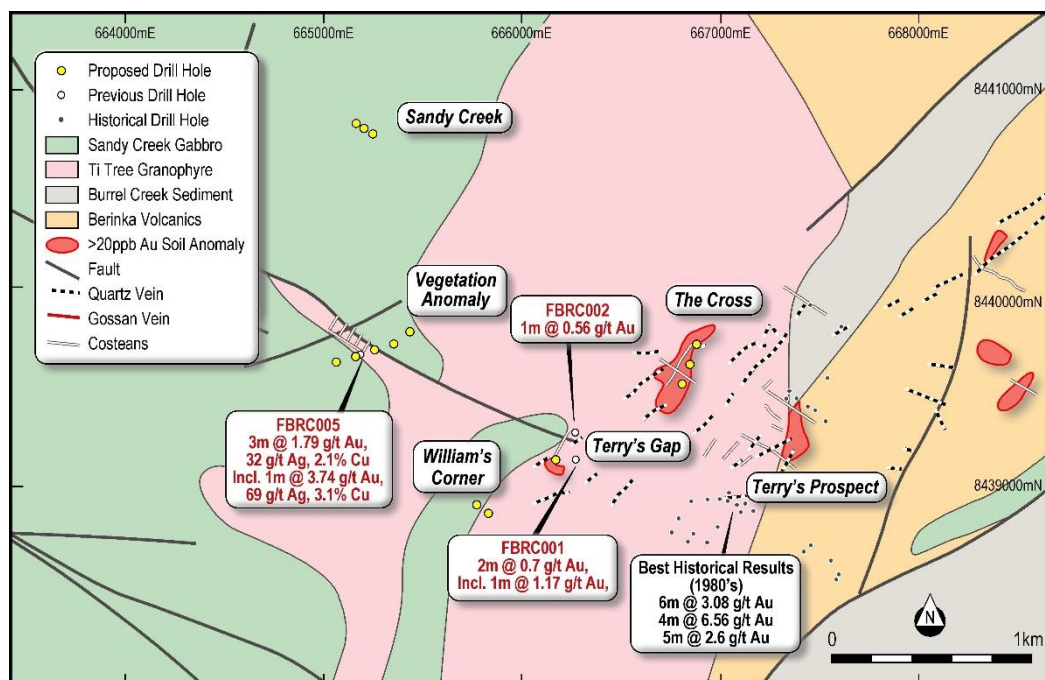 664000mE
665000mE
666000mE
667000mE
668000mE
Proposed Drill Hole
Previous Drill Hole
Historical Drill Hole
Sandy Creek Gabbro
Ti Tree Granophyre
Burrel Creek Sediment
Berinka Volcanics
>20ppb Au Soil Anomaly
Fault
Quartz Vein
Gossan Vein
Costeans
8441000mN
Sandy Creek
Vegetation
Anomaly
The Cross
8440000mN
FBRC002
1m @ 0.56 g/t Au
FBRC005
3m @ 1.79 g/t Au,
32 g/t Ag, 2.1% Cu
Incl. 1m @ 3.74 g/t Au,
69 g/t Ag, 3.1% Cu
William's
Corner
Terry's Gap
Terry's Prospect
8439000mN
FBRC001
2m @ 0.7 g/t Au,
Incl. 1m @ 1.17 g/t Au,
Best Historical Results
(1980's)
6m @ 3.08 g/t Au
4m @ 6.56 g/t Au
5m @ 2.6 g/t Au
N
0
1km